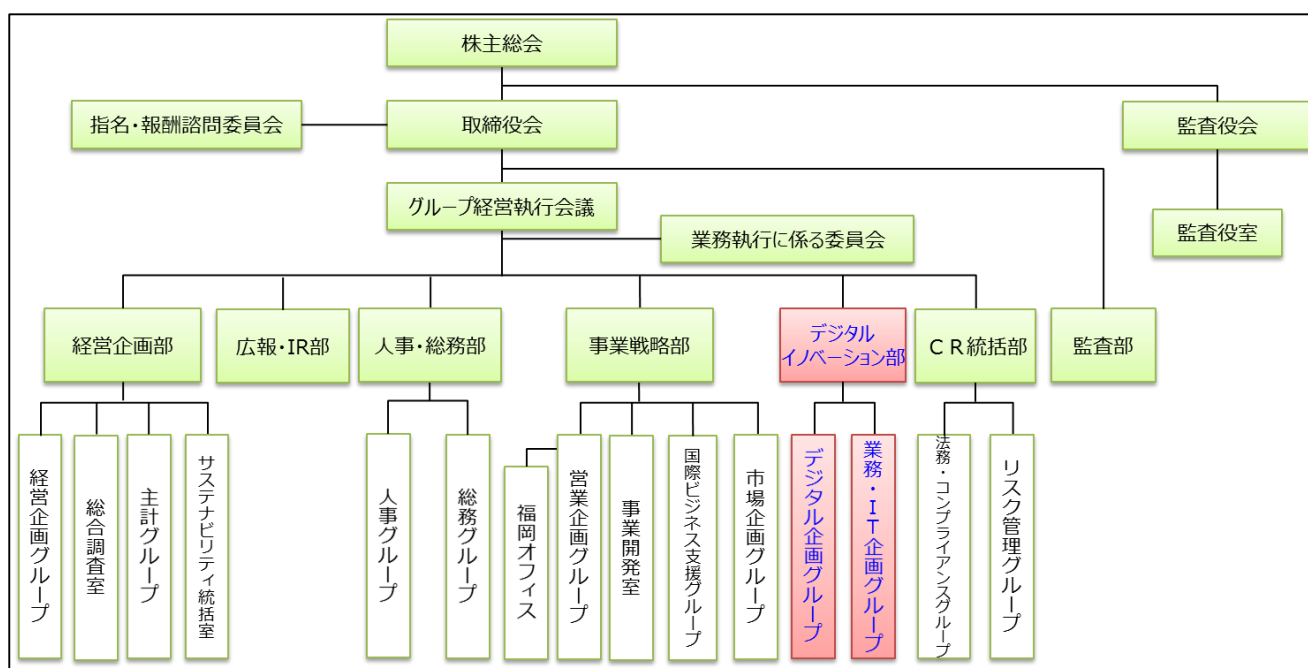 株主総会
指名・報酬諮問委員会
取締役会
監査役会
グループ経営執行会議
業務執行に係る委員会
監査役室
経営企画部
広報・IR部
人事・総務部
事業戦略部
デジタル
イノベーション部
CR統括部
監査部
経営企画グループ
総合調査室
主計グループ
サステナビリティ統括室
人事グループ
総務グループ
福岡オフィス
営業企画グループ
事業開発室
国際ビジネス支援グループ
市場企画グループ
デジタル企画グループ
業務・IT企画グループ
法務・コンプライアンスグループ
リスク管理グループ